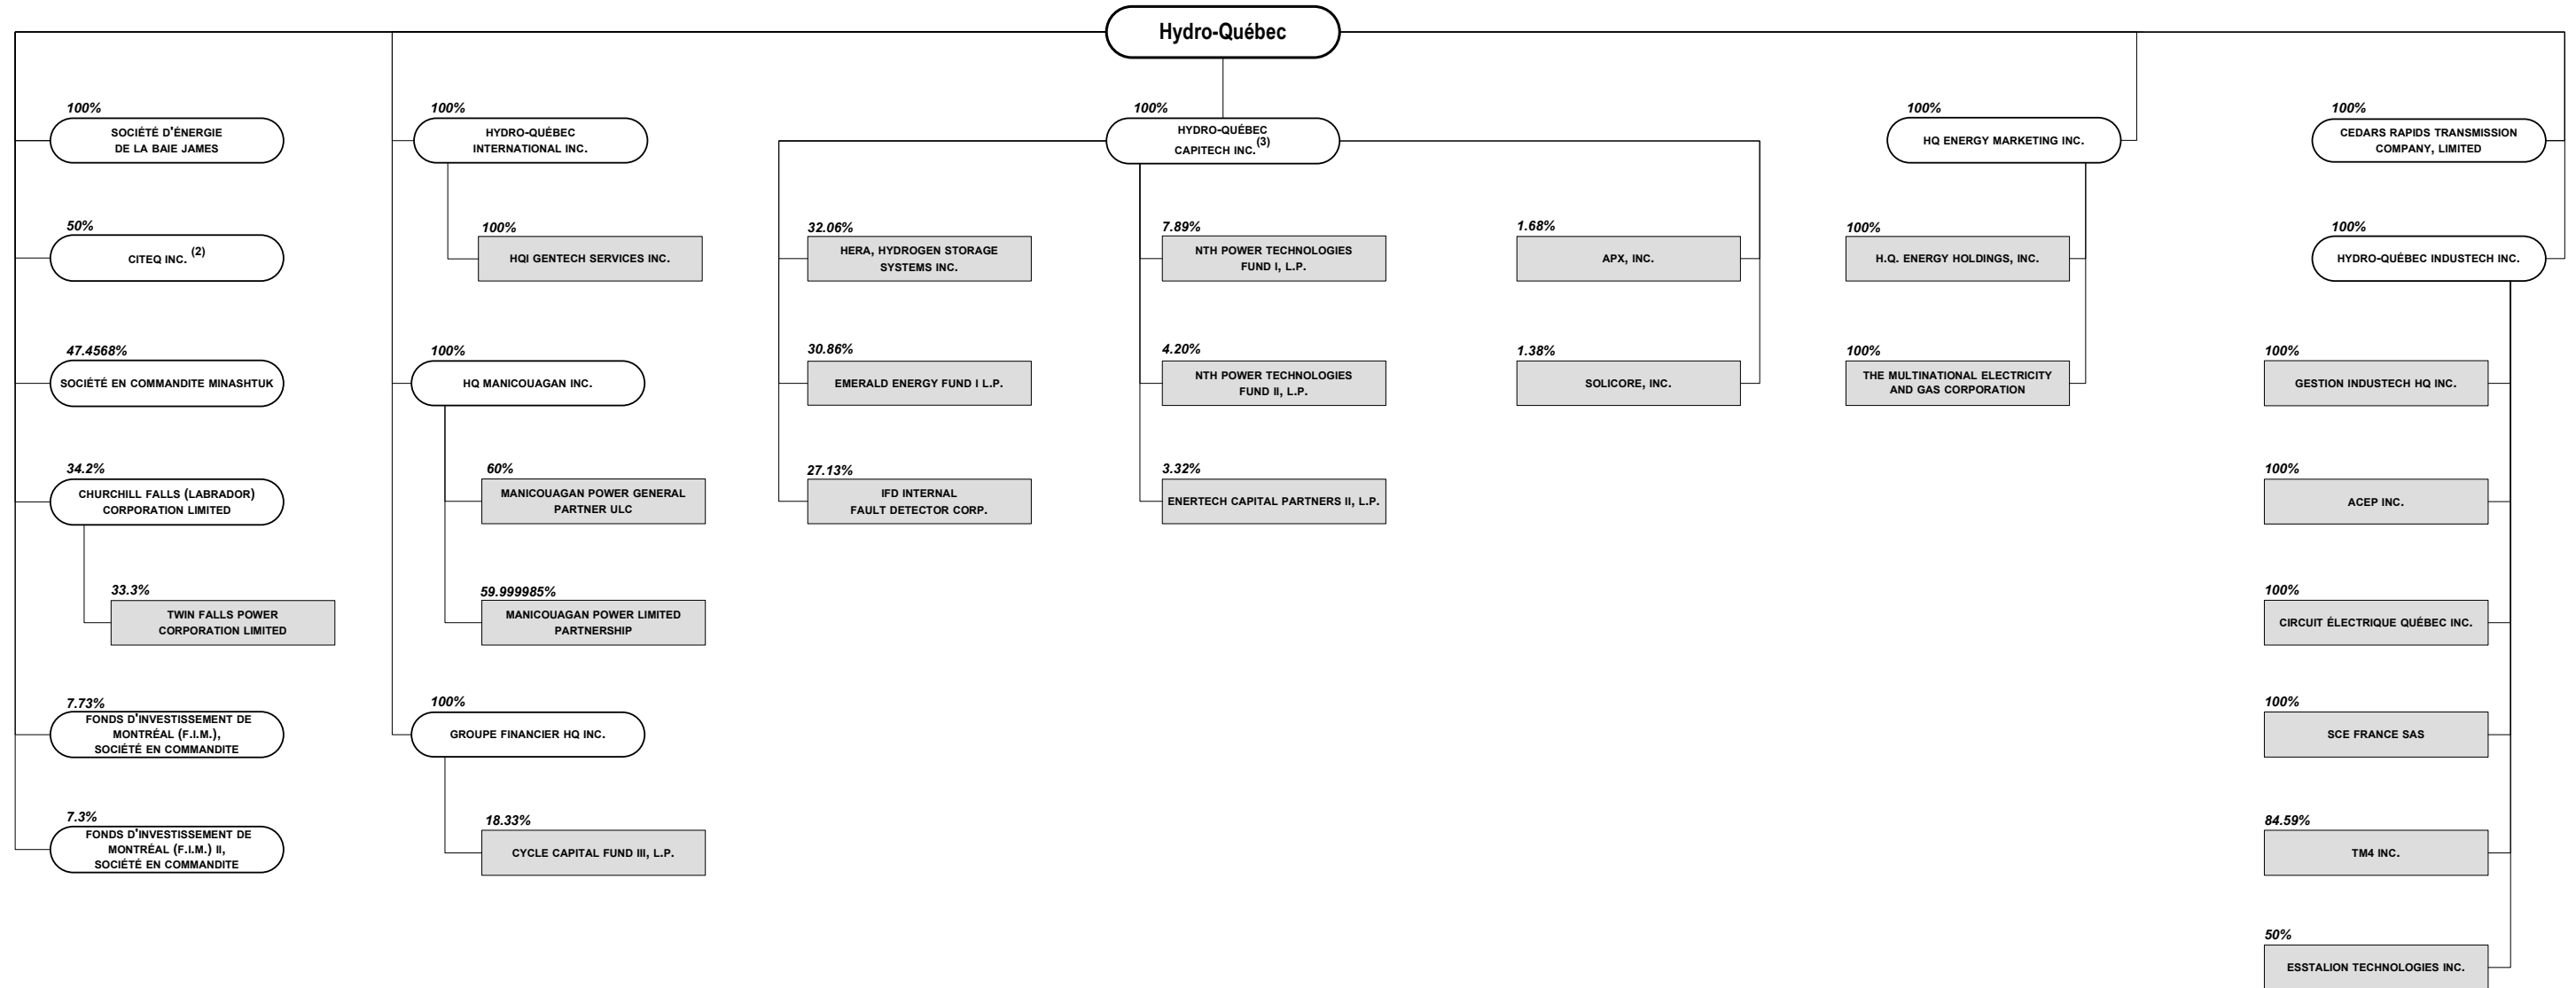 Hydro-Québec
100%
SOCIÉTÉ D'ÉNERGIE
DE LA BAIE JAMES
50%
CITEQ INC. (2)
47.4568%
SOCIÉTÉ EN COMMANDITE MINASHTUK
34.2%
CHURCHILL FALLS (LABRADOR)
CORPORATION LIMITED
33.3%
TWIN FALLS POWER
CORPORATION LIMITED
7.73%
FONDS D'INVESTISSEMENT DE
MONTRÉAL (F.I.M.),
SOCIÉTÉ EN COMMANDITE
7.3%
FONDS D'INVESTISSEMENT DE
MONTRÉAL (F.I.M.) II,
SOCIÉTÉ EN COMMANDITE
100%
HYDRO-QUÉBEC
INTERNATIONAL INC.
100%
HQI GENTECH SERVICES INC.
100%
HQ MANICOUAGAN INC.
60%
MANICOUAGAN POWER GENERAL
PARTNER ULC
59.999985%
MANICOUAGAN POWER LIMITED
PARTNERSHIP
100%
GROUPE FINANCIER HQ INC.
18.33%
CYCLE CAPITAL FUND III, L.P.
100%
HYDRO-QUÉBEC
CAPITECH INC. (3)
32.06%
HERA, HYDROGEN STORAGE
SYSTEMS INC.
30.86%
EMERALD ENERGY FUND I L.P.
27.13%
IFD INTERNAL
FAULT DETECTOR CORP.
7.89%
NTH POWER TECHNOLOGIES
FUND I, L.P.
4.20%
NTH POWER TECHNOLOGIES
FUND II, L.P.
3.32%
ENERTECH CAPITAL PARTNERS II, L.P.
1.68%
APX, INC.
1.38%
SOLICORE, INC.
100%
HQ ENERGY MARKETING INC.
100%
H.Q. ENERGY HOLDINGS, INC.
100%
THE MULTINATIONAL ELECTRICITY
AND GAS CORPORATION
100%
CEDARS RAPIDS TRANSMISSION
COMPANY, LIMITED
100%
HYDRO-QUÉBEC INDUSTECH INC.
100%
GESTION INDUSTECH HQ INC.
100%
ACEP INC.
100%
CIRCUIT ÉLECTRIQUE QUÉBEC INC.
100%
SCE FRANCE SAS
84.59%
TM4 INC.
50%
ESSTALION TECHNOLOGIES INC.